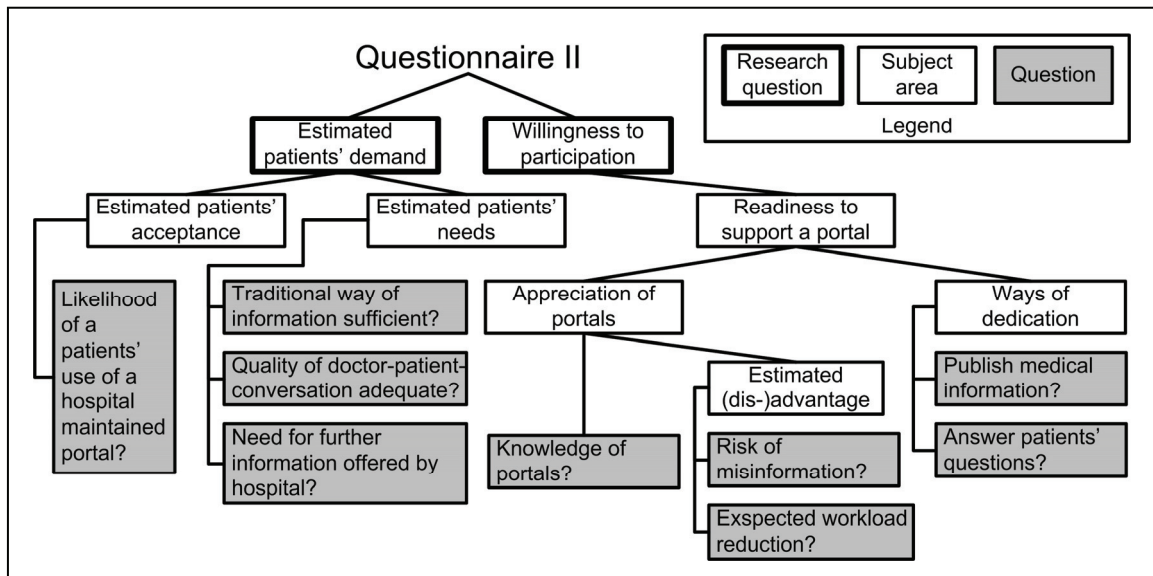 Questionnaire II
Research
question
Subject
area
Question
Legend
Estimated
patients' demand
Willingness to
participation
Estimated patients'
acceptance
Estimated patients'
needs
Readiness to
support a portal
Likelihood
of a
patients'
use of a
hospital
maintained
portal?
Traditional way of
information sufficient?
Quality of doctor-patient-
conversation adequate?
Need for further
information offered by
hospital?
Appreciation of
portals
Knowledge of
portals?
Estimated
(dis-)advantage
Risk of
misinformation?
Exspected workload
reduction?
Ways of
dedication
Publish medical
information?
Answer patients'
questions?